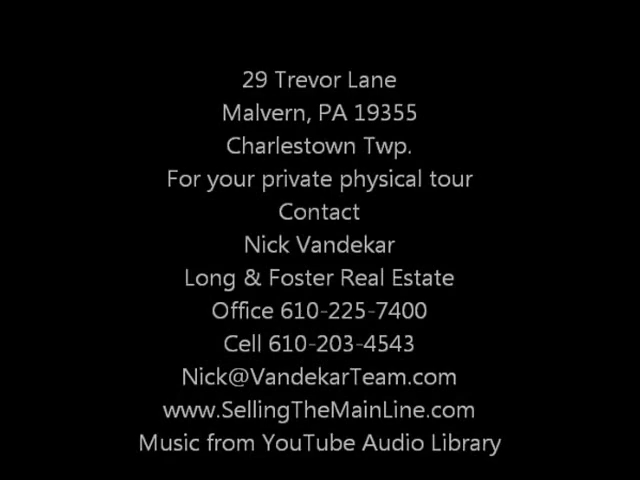 29 Trevor Lane
Malvern, PA 19355
Charlestown Twp.
For your private physical tour
Contact
Nick Vandekar
Long & Foster Real Estate
Office 610-225-7400
Cell 610-203-4543
Nick@VandekarTeam.com
www.SellingTheMainLine.com
Music from YouTube Audio Library